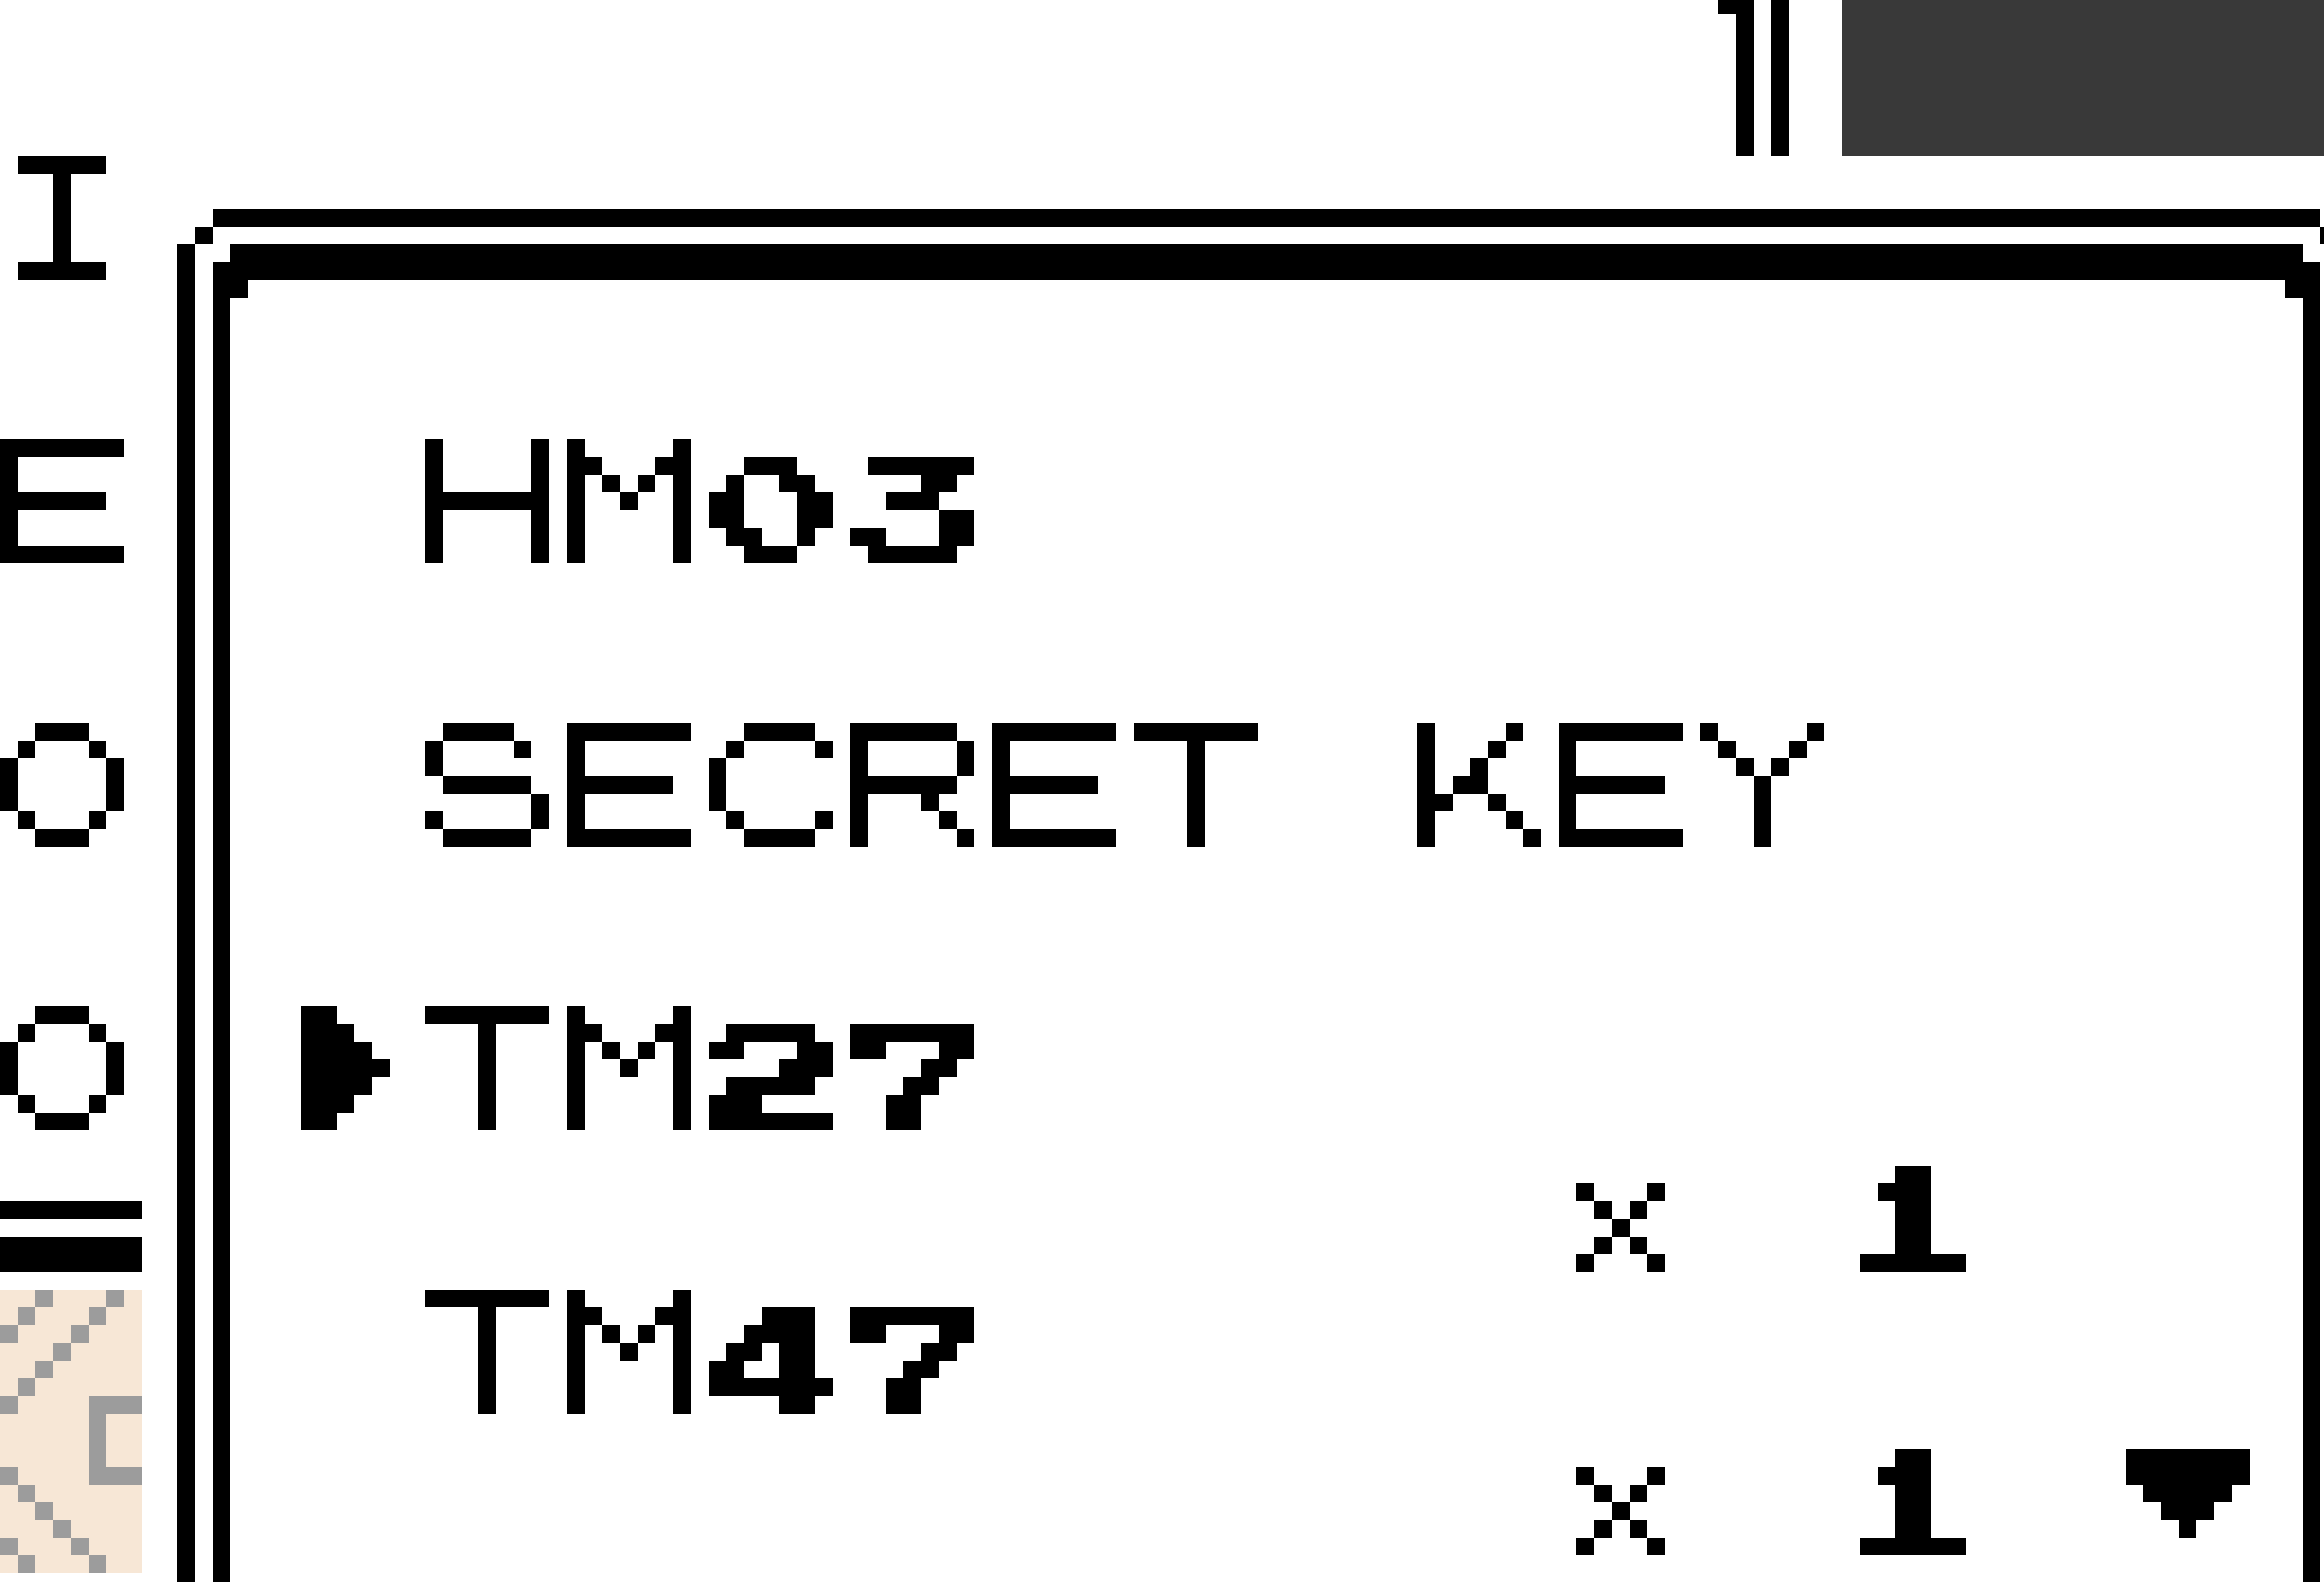 I
E HM03
O SECRET KEY
O ▶TM27
× 1
TM47
× 1 ▼